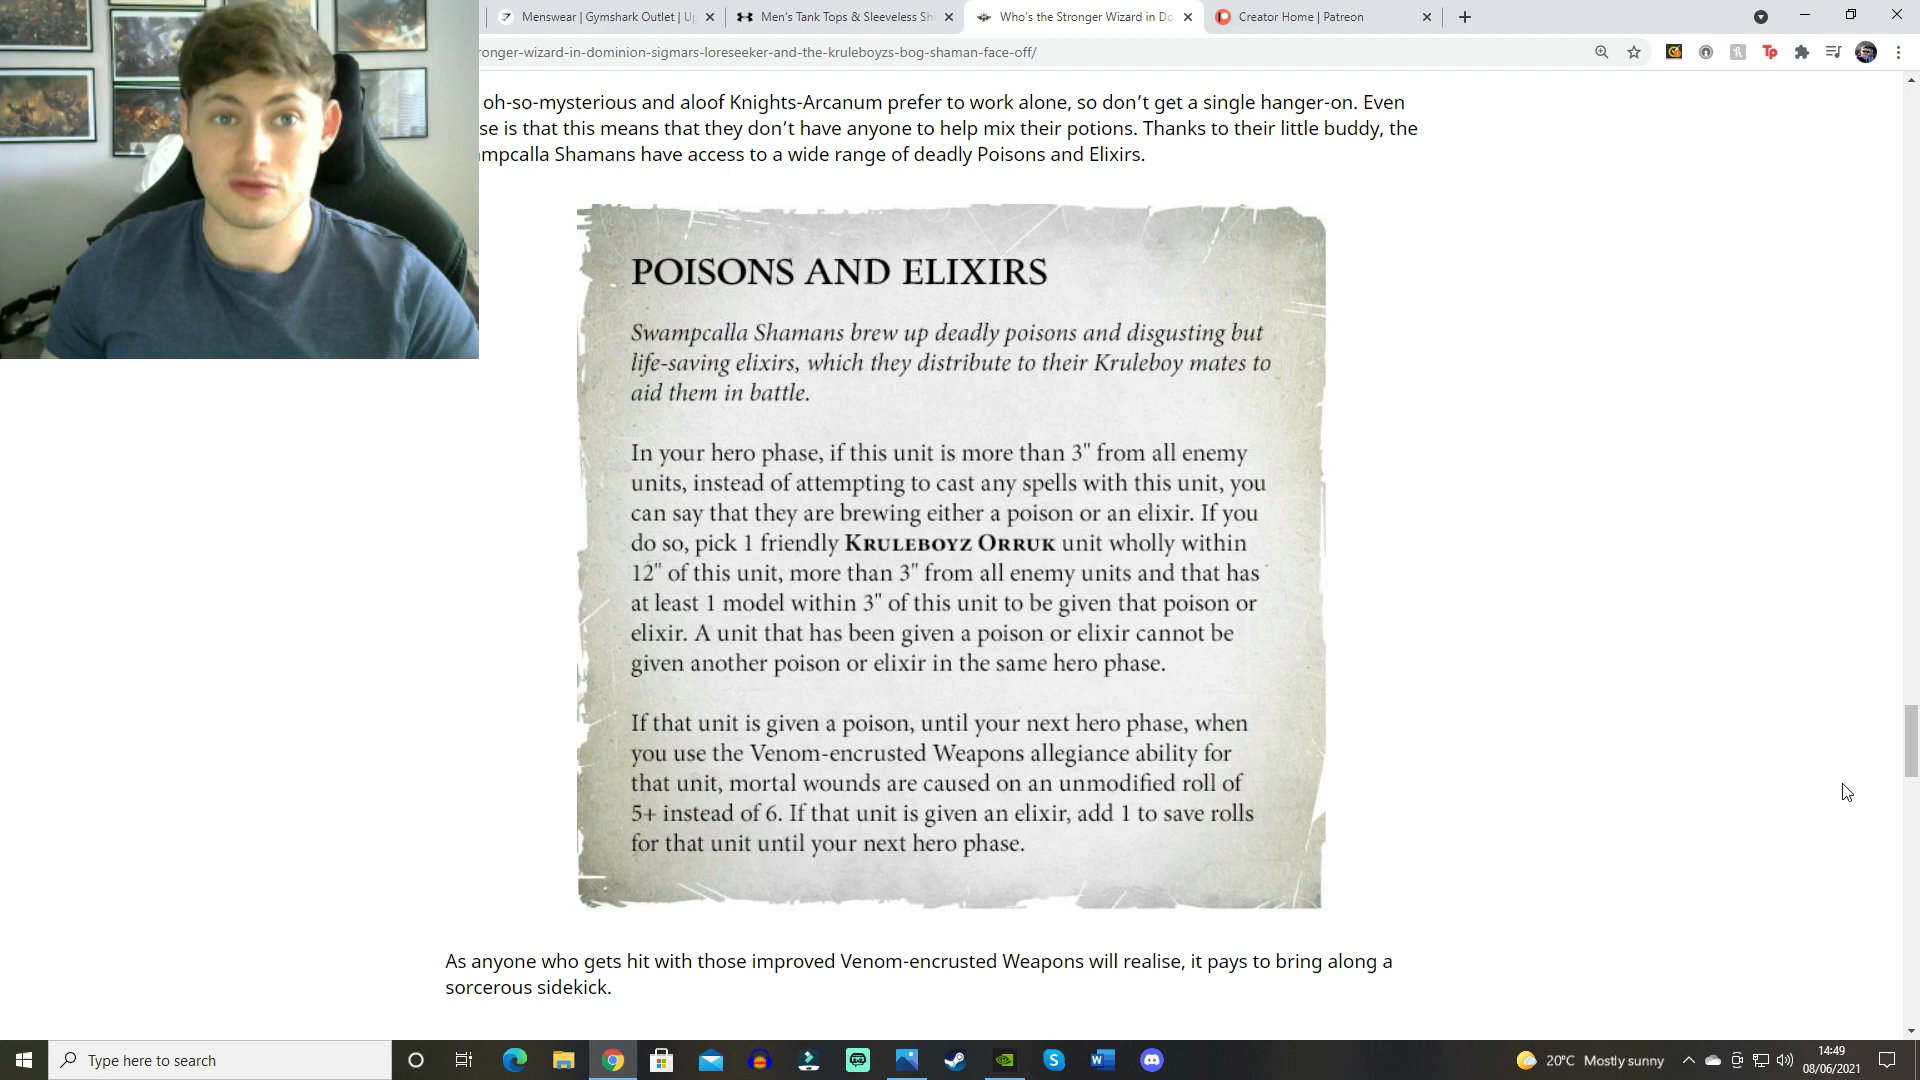 Menswear | Gymshark Outlet | U
Men's Tank Tops & Sleeveless Sh
Who's the Stronger Wizard in Do
Creator Home | Patreon
ronger-wizard-in-dominion-sigmars-loreseeker-and-the-kruleboyzs-bog-shaman-face-off/
oh-so-mysterious and aloof Knights-Arcanum prefer to work alone, so don’t get a single hanger-on. Even
se is that this means that they don’t have anyone to help mix their potions. Thanks to their little buddy, the
mpcalla Shamans have access to a wide range of deadly Poisons and Elixirs.
POISONS AND ELIXIRS
Swampcalla Shamans brew up deadly poisons and disgusting but
life-saving elixirs, which they distribute to their Kruleboy mates to
aid them in battle.
In your hero phase, if this unit is more than 3" from all enemy
units, instead of attempting to cast any spells with this unit, you
can say that they are brewing either a poison or an elixir. If you
do so, pick 1 friendly KRULEBOYZ ORRUK unit wholly within
12" of this unit, more than 3" from all enemy units and that has
at least 1 model within 3" of this unit to be given that poison or
elixir. A unit that has been given a poison or elixir cannot be
given another poison or elixir in the same hero phase.
If that unit is given a poison, until your next hero phase, when
you use the Venom-encrusted Weapons allegiance ability for
that unit, mortal wounds are caused on an unmodified roll of
5+ instead of 6. If that unit is given an elixir, add 1 to save rolls
for that unit until your next hero phase.
As anyone who gets hit with those improved Venom-encrusted Weapons will realise, it pays to bring along a
sorcerous sidekick.
Type here to search
20°C Mostly sunny
14:49
08/06/2021